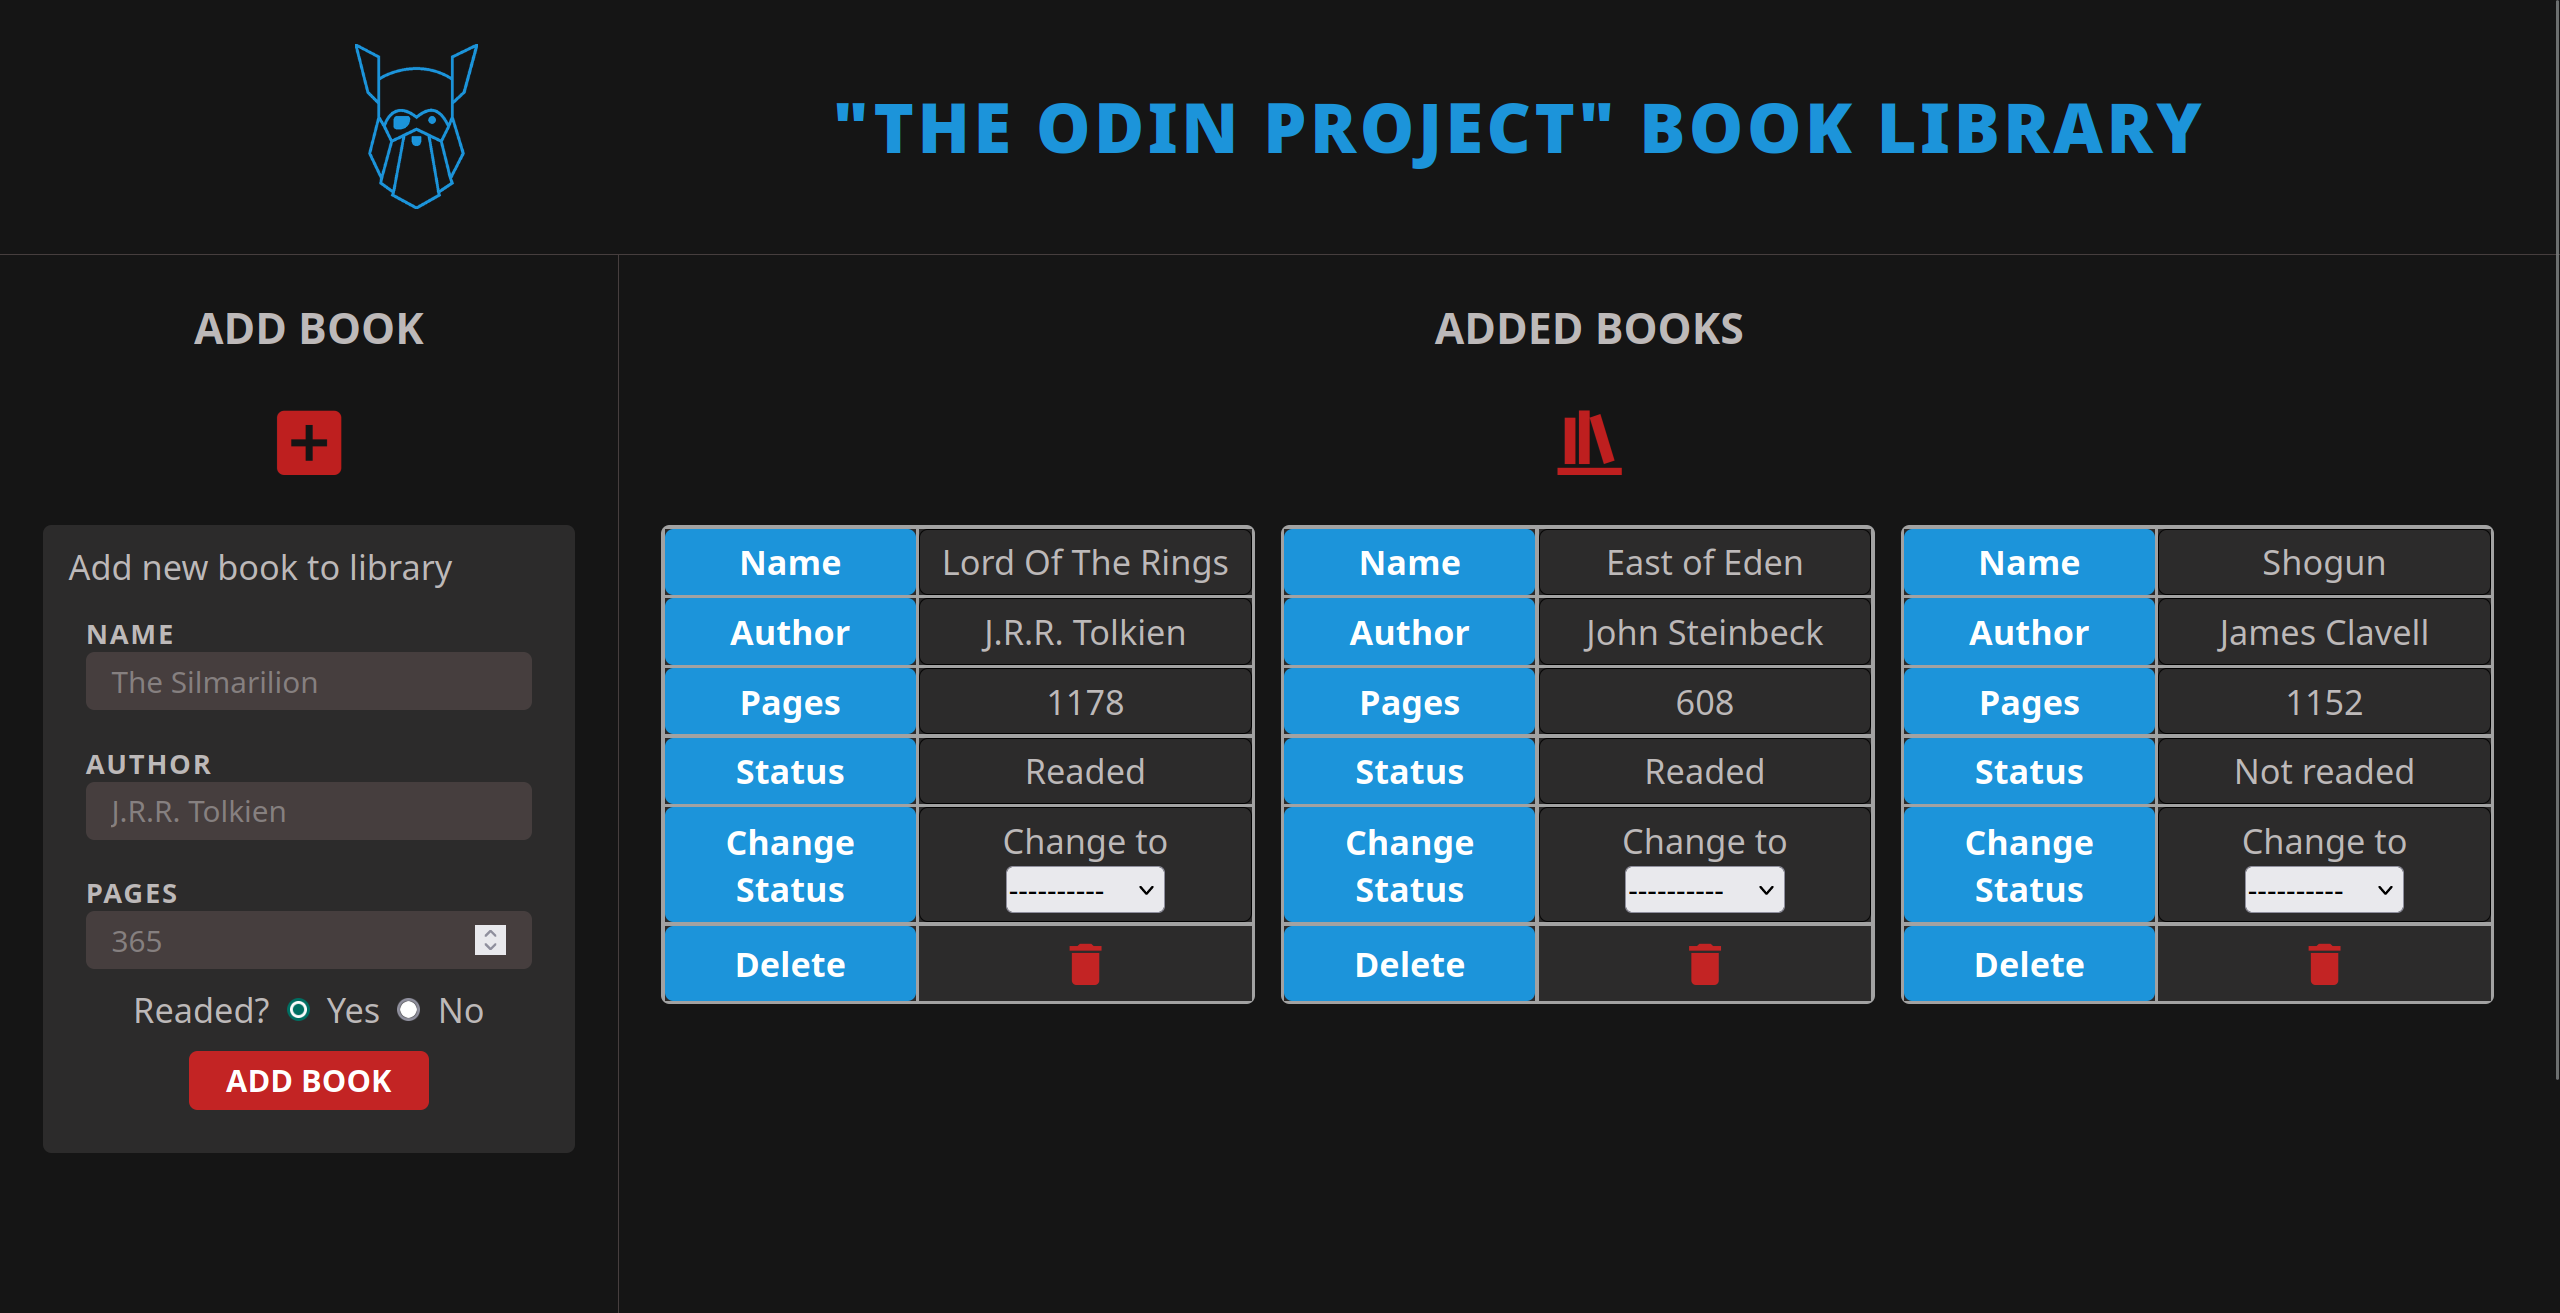 "THE ODIN PROJECT" BOOK LIBRARY
ADD BOOK
Add new book to library
NAME
The Silmarilion
AUTHOR
J.R.R. Tolkien
PAGES
365
Readed? Yes No
ADD BOOK
ADDED BOOKS
Name Lord Of The Rings
Author J.R.R. Tolkien
Pages 1178
Status Readed
Change Status Change to
----------
Delete
Name East of Eden
Author John Steinbeck
Pages 608
Status Readed
Change Status Change to
----------
Delete
Name Shogun
Author James Clavell
Pages 1152
Status Not readed
Change Status Change to
----------
Delete